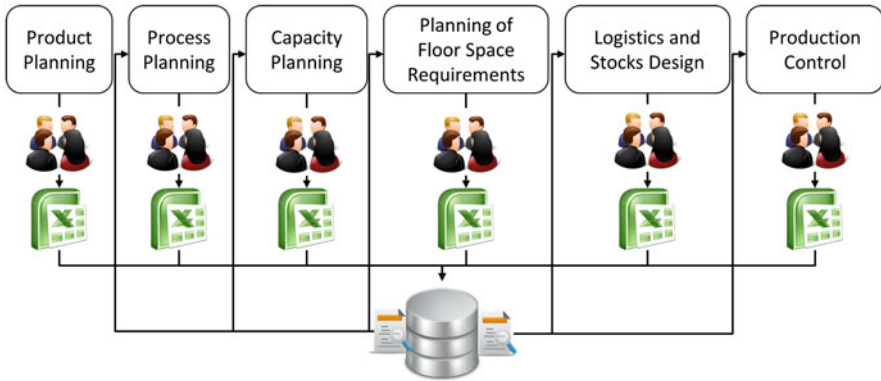 Product
Planning
Process
Planning
Capacity
Planning
Planning of
Floor Space
Requirements
Logistics and
Stocks Design
Production
Control
X
X
X
X
X
X